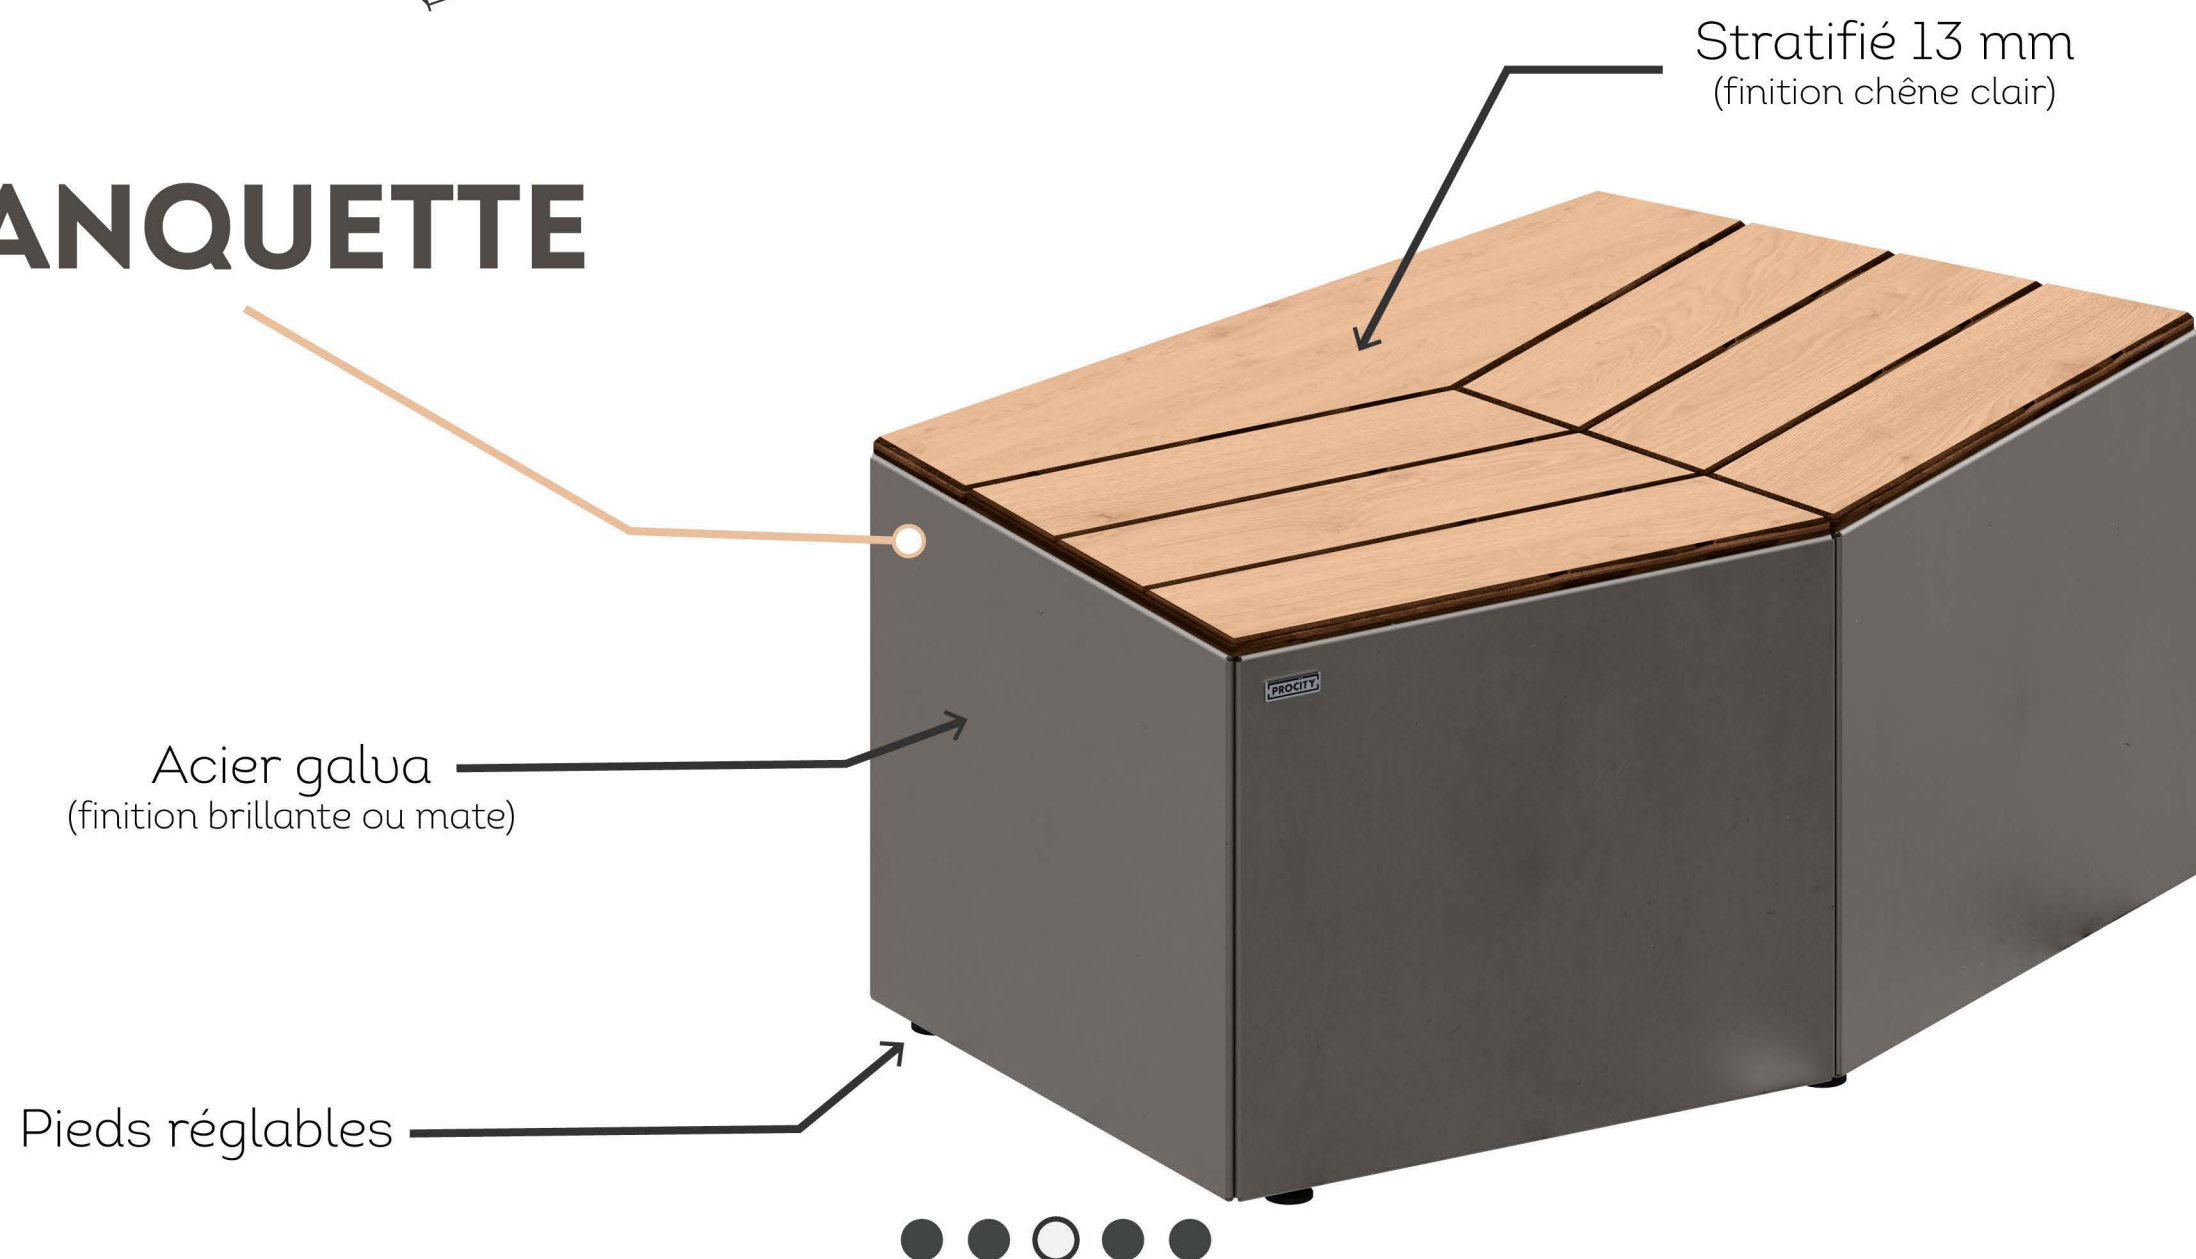 Stratifié 13 mm
(finition chêne clair)
ANQUETTE
PROCITY
Acier galva
(finition brillante ou mate)
Pieds réglables